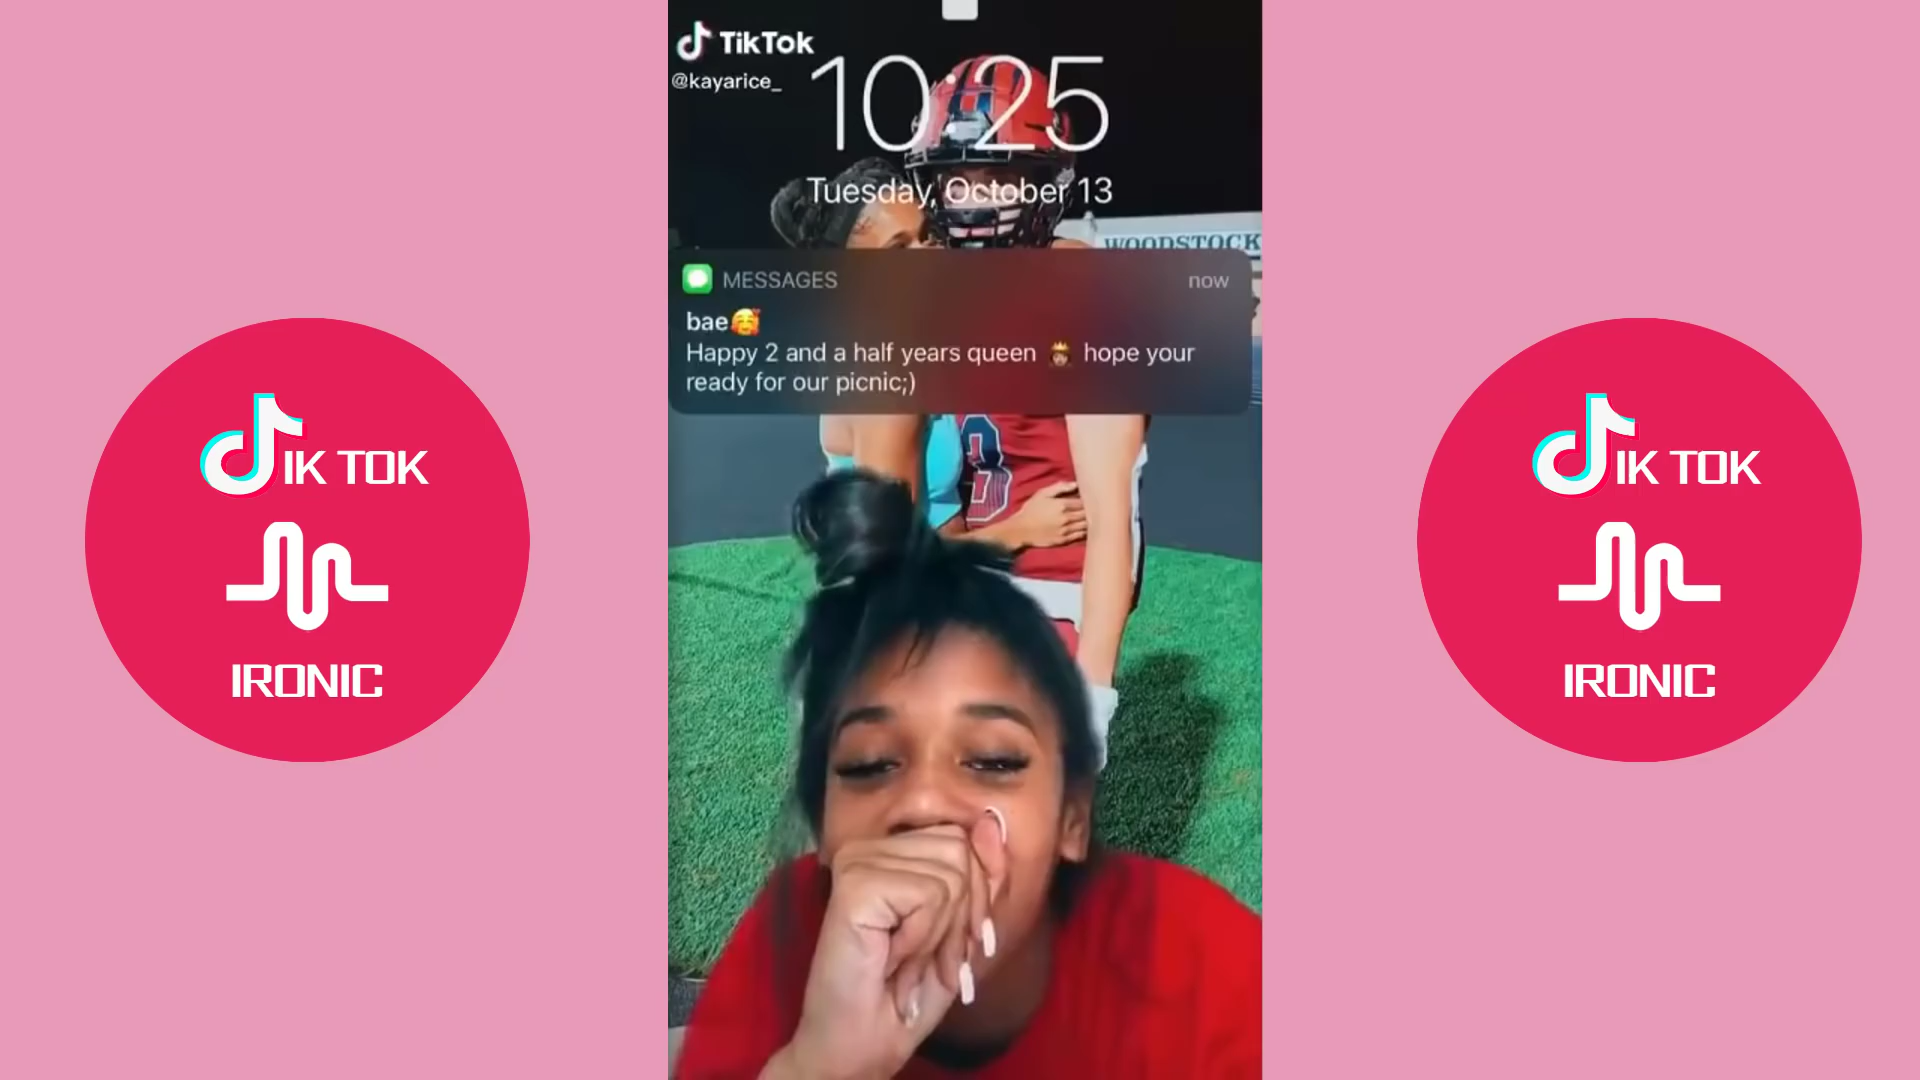 TikTok
@kayarice_
10:25
Tuesday, October 13
WOODSTOCK
MESSAGES
now
bae🥰
Happy 2 and a half years queen 👸🏽 hope your
ready for our picnic;)
TIK TOK
IRONIC
TIK TOK
IRONIC